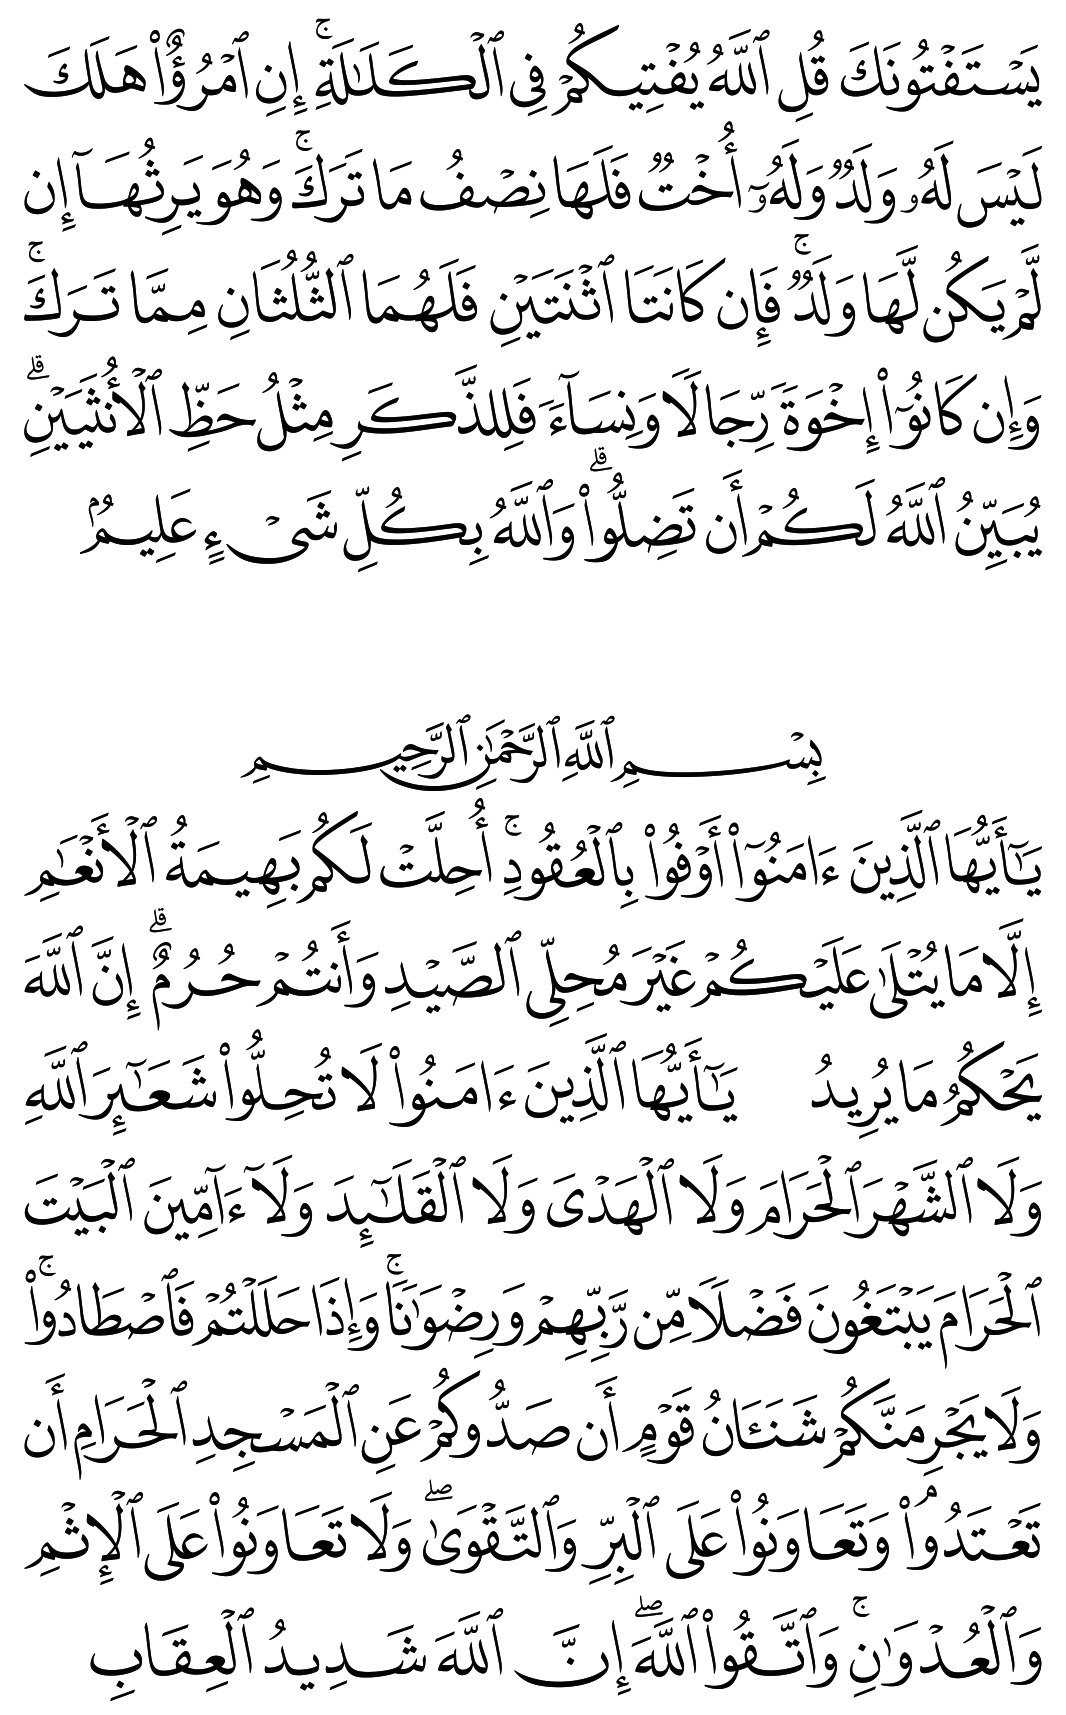 يَسْتَفْتُونَكَ قُلِ ٱللَّهُ يُفْتِيكُمْ فِى ٱلْكَلَـٰلَةِ ۚ إِنِ ٱمْرُؤٌا۟ هَلَكَ
لَيْسَ لَهُۥ وَلَدٌ وَلَهُۥٓ أُخْتٌ فَلَهَا نِصْفُ مَا تَرَكَ ۚ وَهُوَ يَرِثُهَآ إِن
لَّمْ يَكُن لَّهَا وَلَدٌ ۚ فَإِن كَانَتَا ٱثْنَتَيْنِ فَلَهُمَا ٱلثُّلُثَانِ مِمَّا تَرَكَ ۚ
وَإِن كَانُوٓا۟ إِخْوَةً رِّجَالًا وَنِسَآءً فَلِلذَّكَرِ مِثْلُ حَظِّ ٱلْأُنثَيَيْنِ ۗ
يُبَيِّنُ ٱللَّهُ لَكُمْ أَن تَضِلُّوا۟ ۗ وَٱللَّهُ بِكُلِّ شَىْءٍ عَلِيمٌۢ
بِسْمِ ٱللَّهِ ٱلرَّحْمَـٰنِ ٱلرَّحِيمِ
يَـٰٓأَيُّهَا ٱلَّذِينَ ءَامَنُوٓا۟ أَوْفُوا۟ بِٱلْعُقُودِ ۚ أُحِلَّتْ لَكُم بَهِيمَةُ ٱلْأَنْعَـٰمِ
إِلَّا مَا يُتْلَىٰ عَلَيْكُمْ غَيْرَ مُحِلِّى ٱلصَّيْدِ وَأَنتُمْ حُرُمٌ ۗ إِنَّ ٱللَّهَ
يَحْكُمُ مَا يُرِيدُ يَـٰٓأَيُّهَا ٱلَّذِينَ ءَامَنُوا۟ لَا تُحِلُّوا۟ شَعَـٰٓئِرَ ٱللَّهِ
وَلَا ٱلشَّهْرَ ٱلْحَرَامَ وَلَا ٱلْهَدْىَ وَلَا ٱلْقَلَـٰٓئِدَ وَلَآ ءَآمِّينَ ٱلْبَيْتَ
ٱلْحَرَامَ يَبْتَغُونَ فَضْلًا مِّن رَّبِّهِمْ وَرِضْوَٰنًا ۚ وَإِذَا حَلَلْتُمْ فَٱصْطَادُوا۟ ۚ
وَلَا يَجْرِمَنَّكُمْ شَنَـَٔانُ قَوْمٍ أَن صَدُّوكُمْ عَنِ ٱلْمَسْجِدِ ٱلْحَرَامِ أَن
تَعْتَدُوا۟ ۘ وَتَعَاوَنُوا۟ عَلَى ٱلْبِرِّ وَٱلتَّقْوَىٰ ۖ وَلَا تَعَاوَنُوا۟ عَلَى ٱلْإِثْمِ
وَٱلْعُدْوَٰنِ ۚ وَٱتَّقُوا۟ ٱللَّهَ ۖ إِنَّ ٱللَّهَ شَدِيدُ ٱلْعِقَابِ